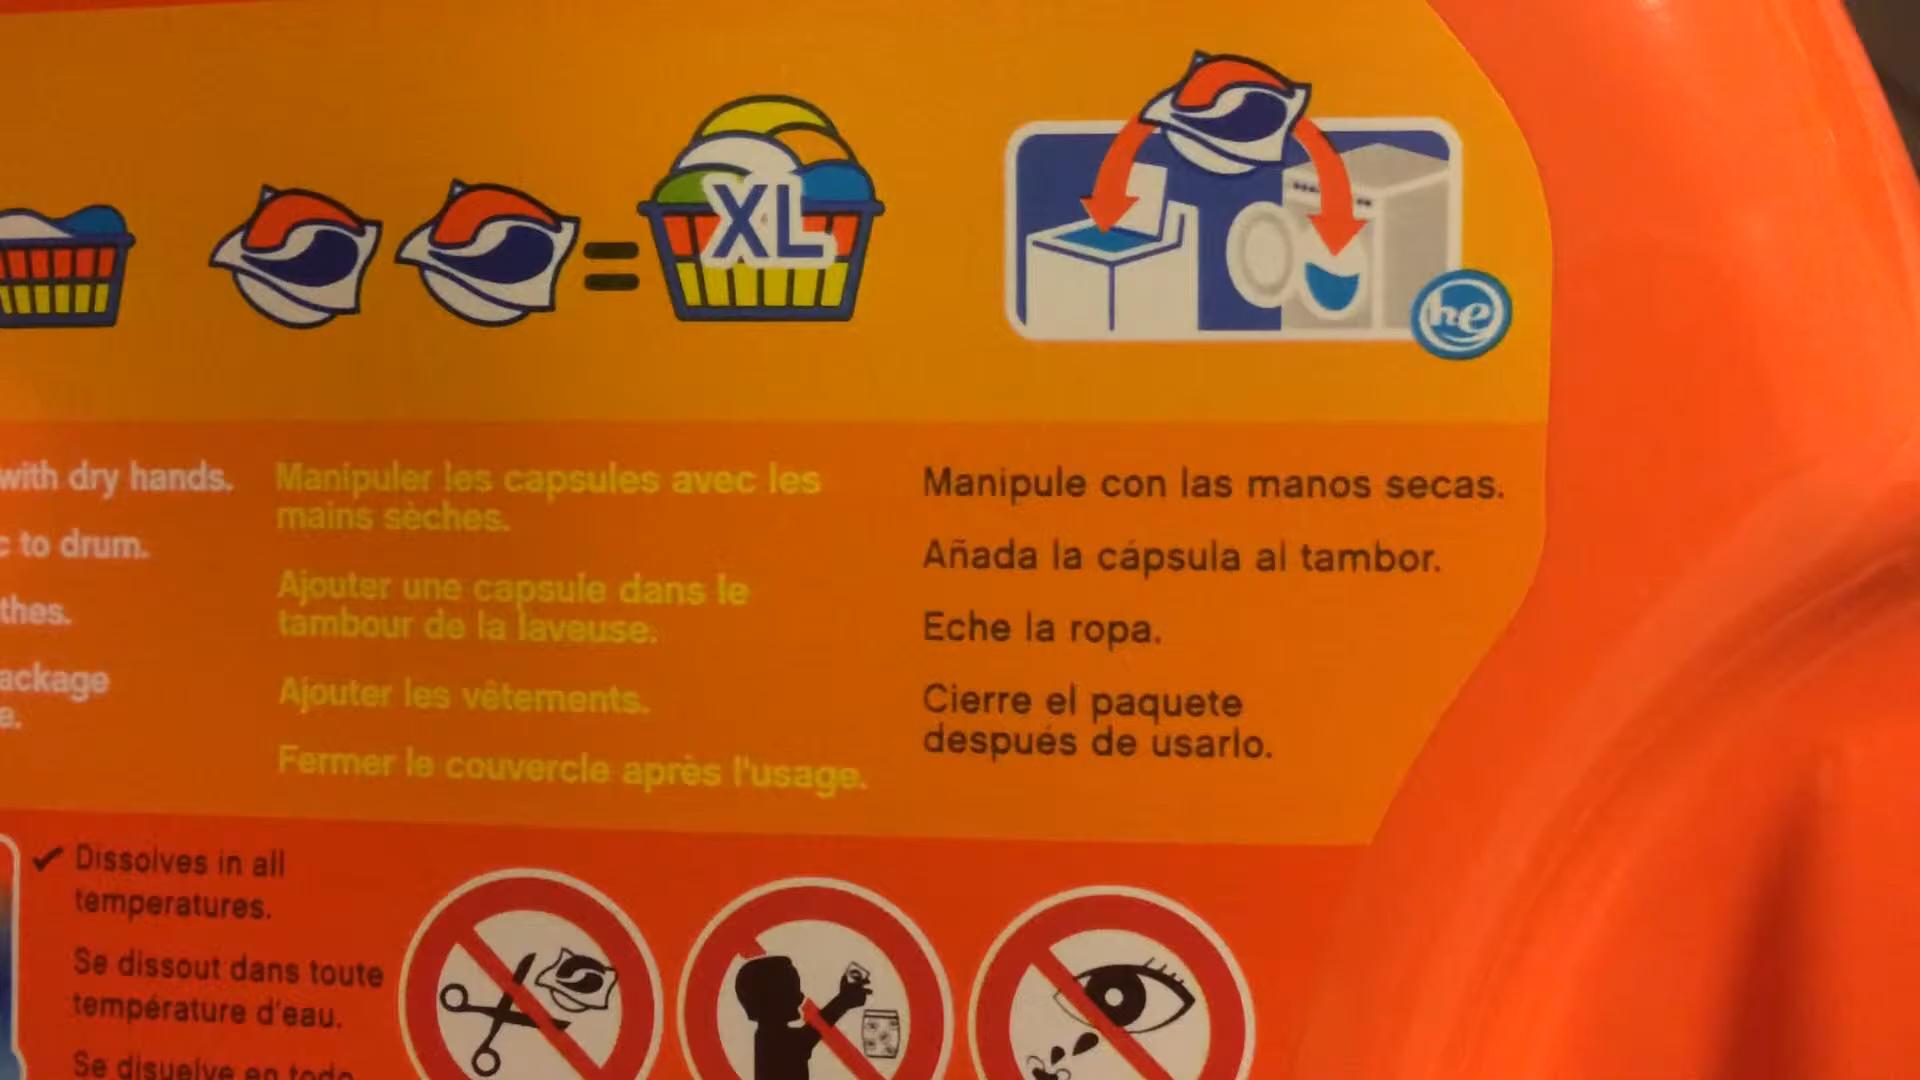 XL
he
with dry hands.
to drum.
Manipuler les capsules avec les
mains sèches.
Ajouter une capsule dans le
tambour de la laveuse.
Ajouter les vêtements.
Fermer le couvercle après l'usage.
Manipule con las manos secas.
Añada la cápsula al tambor.
Eche la ropa.
Cierre el paquete
después de usarlo.
Dissolves in all
temperatures.
Se dissout dans toute
température d'eau.
Se disuelve en todo